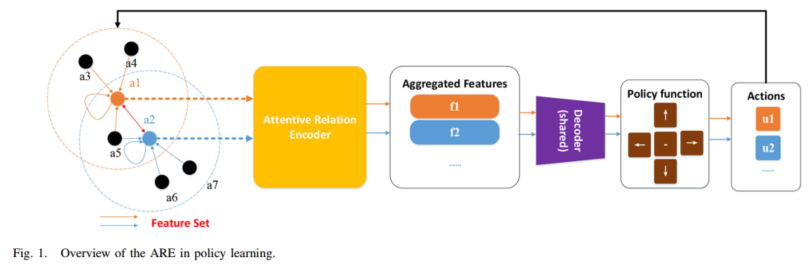 a3
a4
a1
a2
a5
a6
a7
Feature Set
Attentive Relation
Encoder
Aggregated Features
f1
f2
......
Decoder
(shared)
Policy function
↑
← - →
↓
Actions
u1
u2
......
Fig. 1. Overview of the ARE in policy learning.